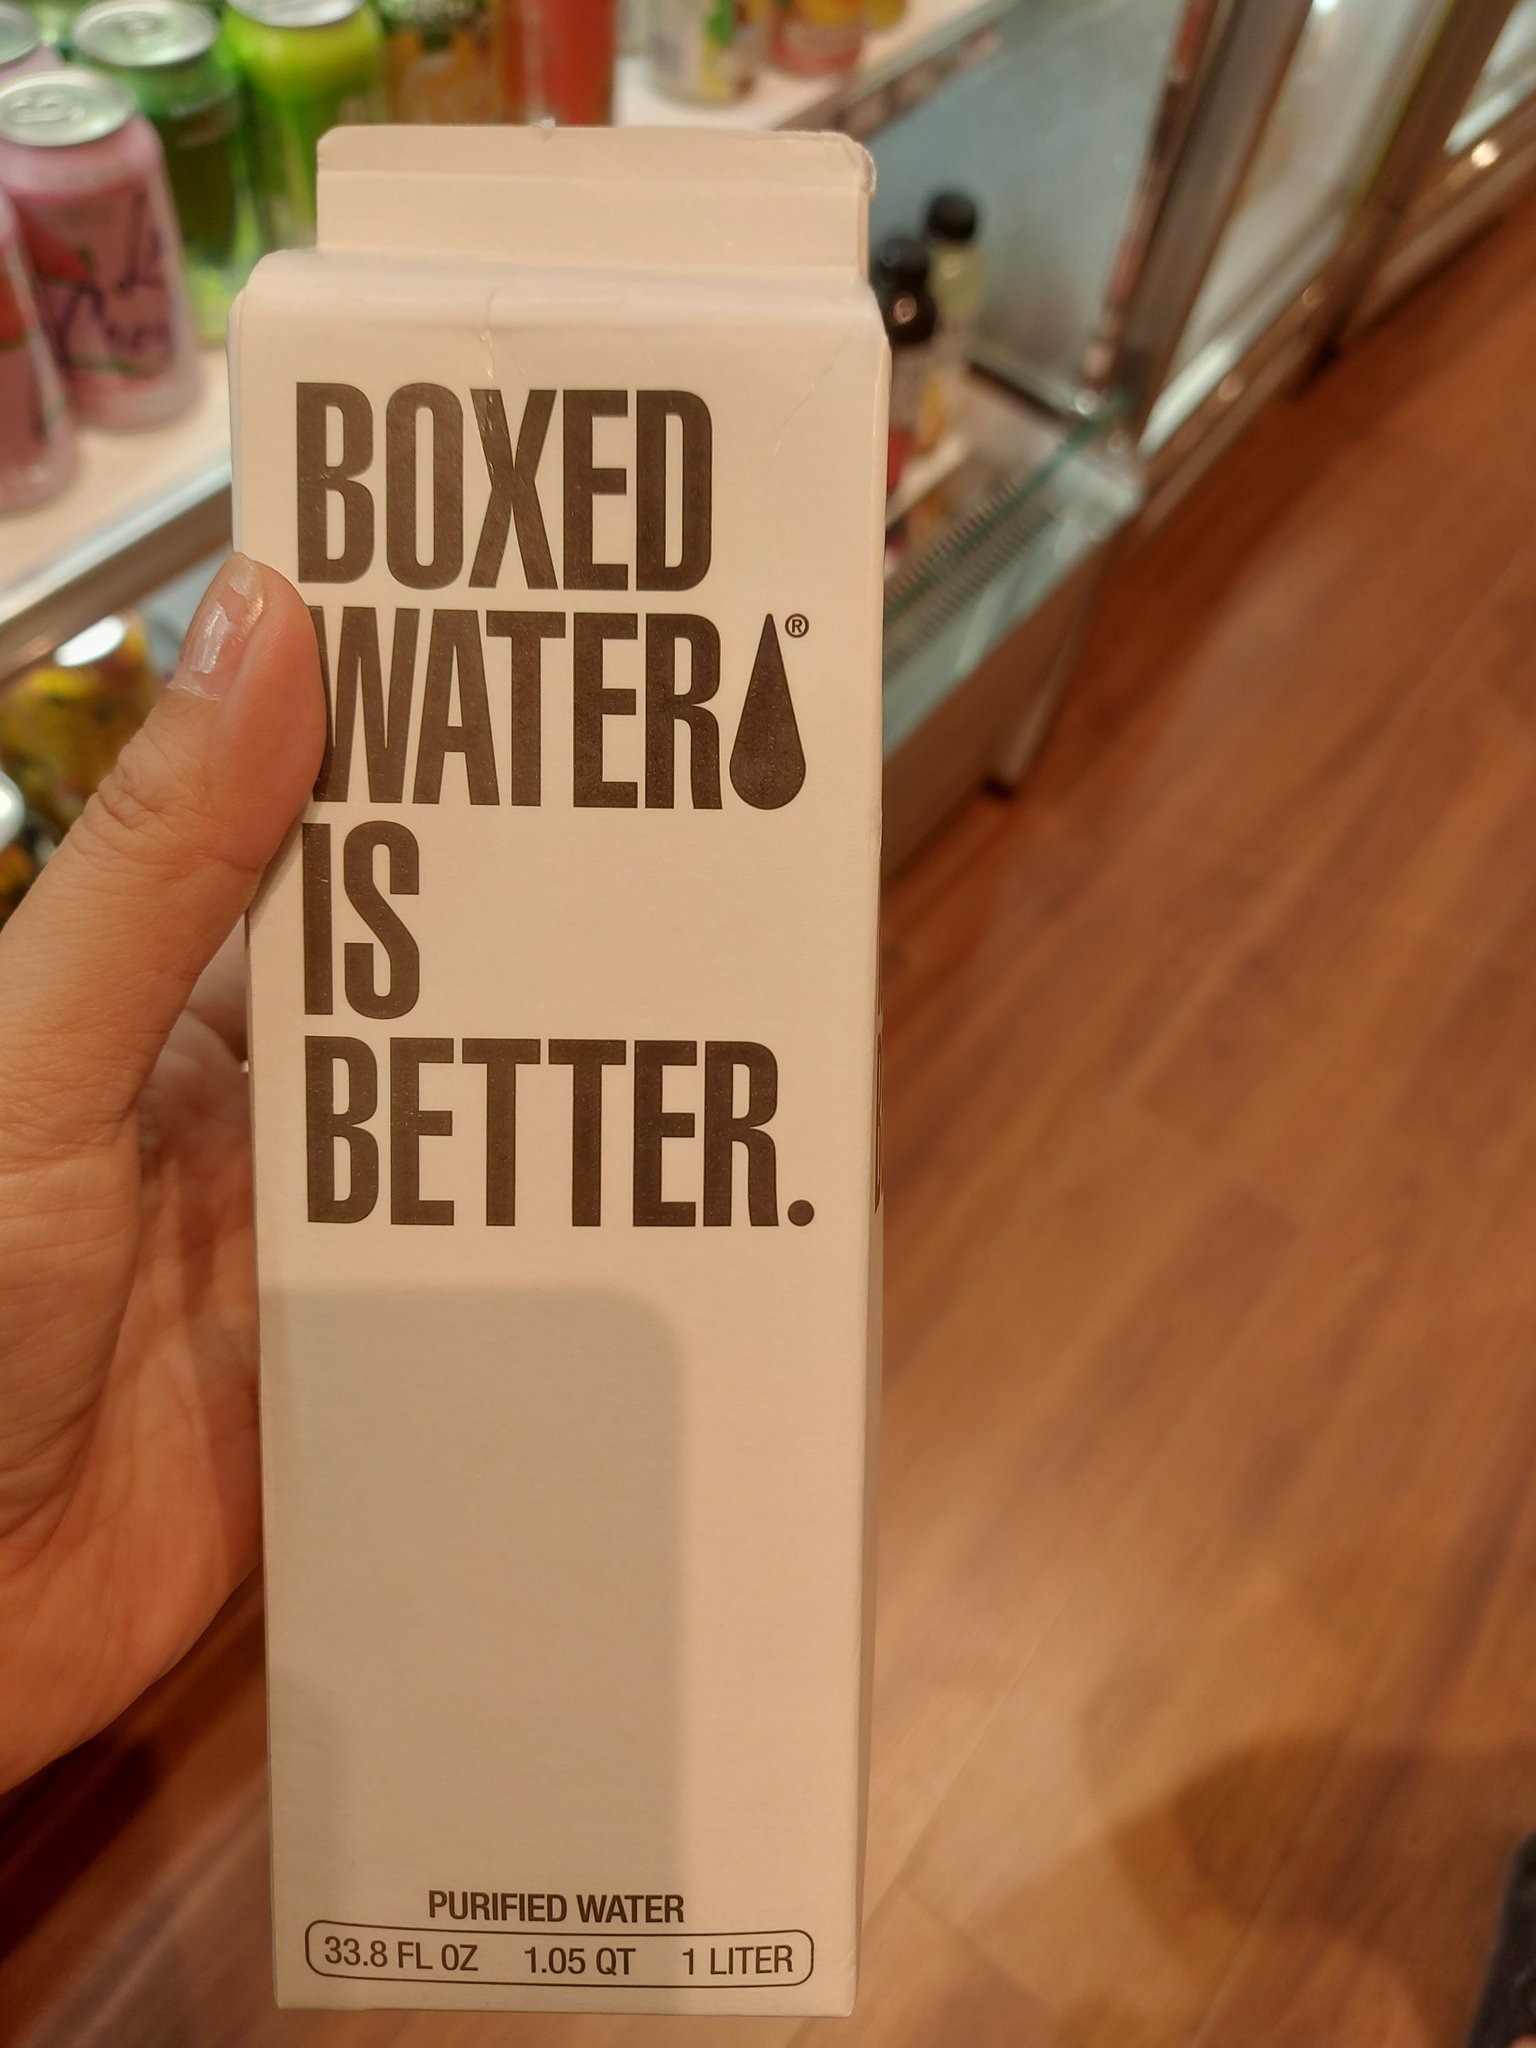 BOXED
WATER®
IS
BETTER.
PURIFIED WATER
33.8 FL OZ 1.05 QT 1 LITER